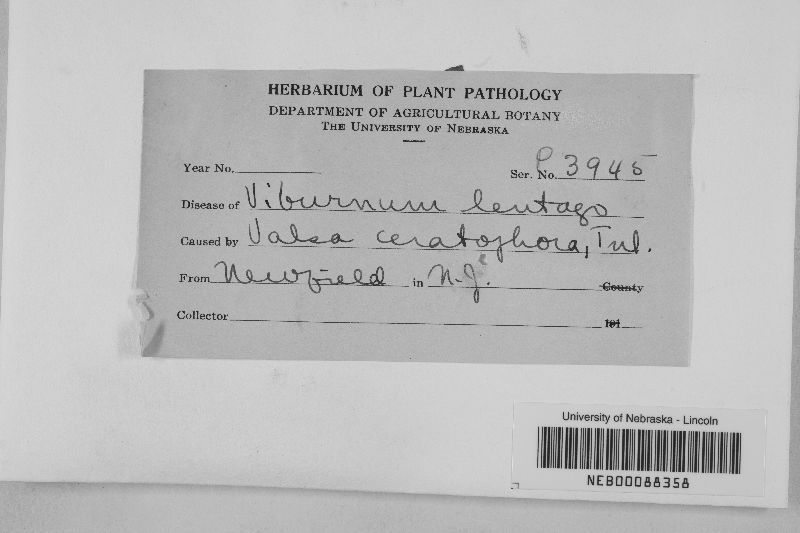 HERBARIUM OF PLANT PATHOLOGY
DEPARTMENT OF AGRICULTURAL BOTANY
THE UNIVERSITY OF NEBRASKA
Year No. Ser. No. P 3945
Disease of Viburnum lentago
Caused by Valsa ceratophora, Tul.
From Newfield in N.J. County
Collector 191
University of Nebraska - Lincoln
NEB00088358